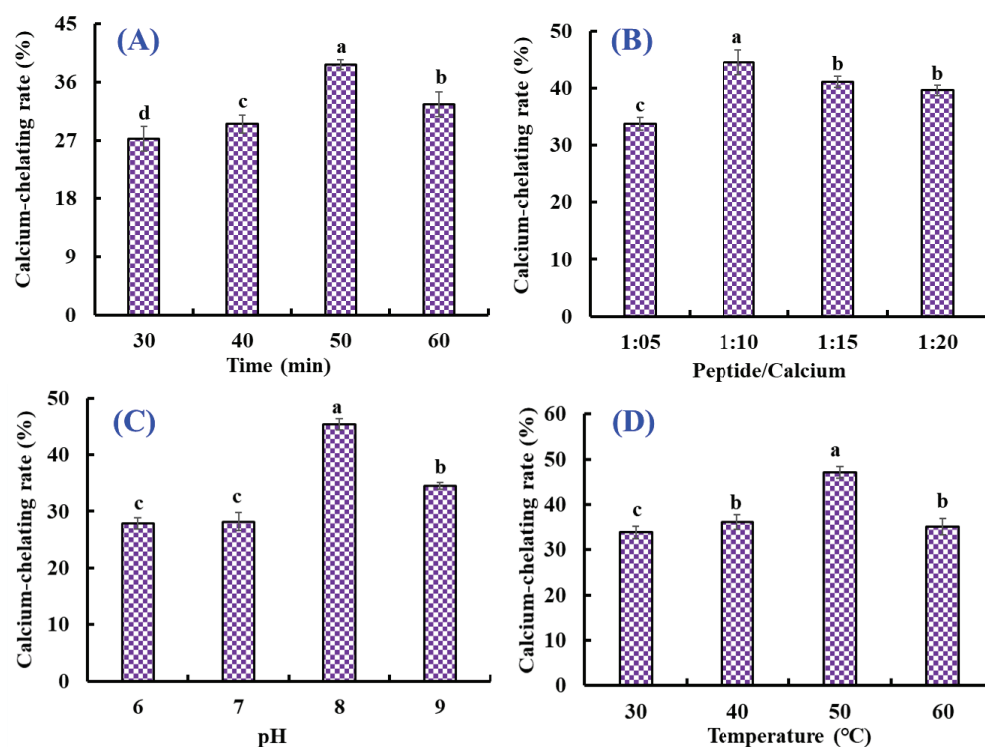 (A)
Calcium-chelating rate (%)
45
36
27
18
9
0
d
c
a
b
30 40 50 60
Time (min)
(B)
Calcium-chelating rate (%)
50
40
30
20
10
0
c
a
b
b
1:05 1:10 1:15 1:20
Peptide/Calcium
(C)
Calcium-chelating rate (%)
50
40
30
20
10
0
c
c
a
b
6 7 8 9
pH
(D)
Calcium-chelating rate (%)
60
50
40
30
20
10
0
c
b
a
b
30 40 50 60
Temperature (°C)